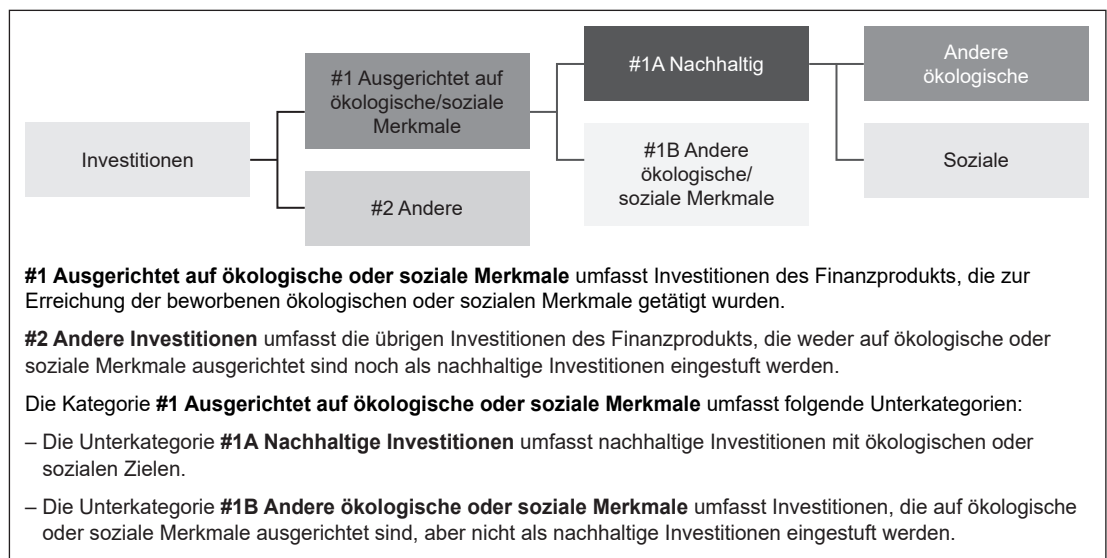 Investitionen
#1 Ausgerichtet auf
ökologische/soziale
Merkmale
#2 Andere
#1A Nachhaltig
#1B Andere
ökologische/
soziale Merkmale
Andere
ökologische
Soziale
#1 Ausgerichtet auf ökologische oder soziale Merkmale umfasst Investitionen des Finanzprodukts, die zur
Erreichung der beworbenen ökologischen oder sozialen Merkmale getätigt wurden.
#2 Andere Investitionen umfasst die übrigen Investitionen des Finanzprodukts, die weder auf ökologische oder
soziale Merkmale ausgerichtet sind noch als nachhaltige Investitionen eingestuft werden.
Die Kategorie #1 Ausgerichtet auf ökologische oder soziale Merkmale umfasst folgende Unterkategorien:
– Die Unterkategorie #1A Nachhaltige Investitionen umfasst nachhaltige Investitionen mit ökologischen oder
sozialen Zielen.
– Die Unterkategorie #1B Andere ökologische oder soziale Merkmale umfasst Investitionen, die auf ökologische
oder soziale Merkmale ausgerichtet sind, aber nicht als nachhaltige Investitionen eingestuft werden.